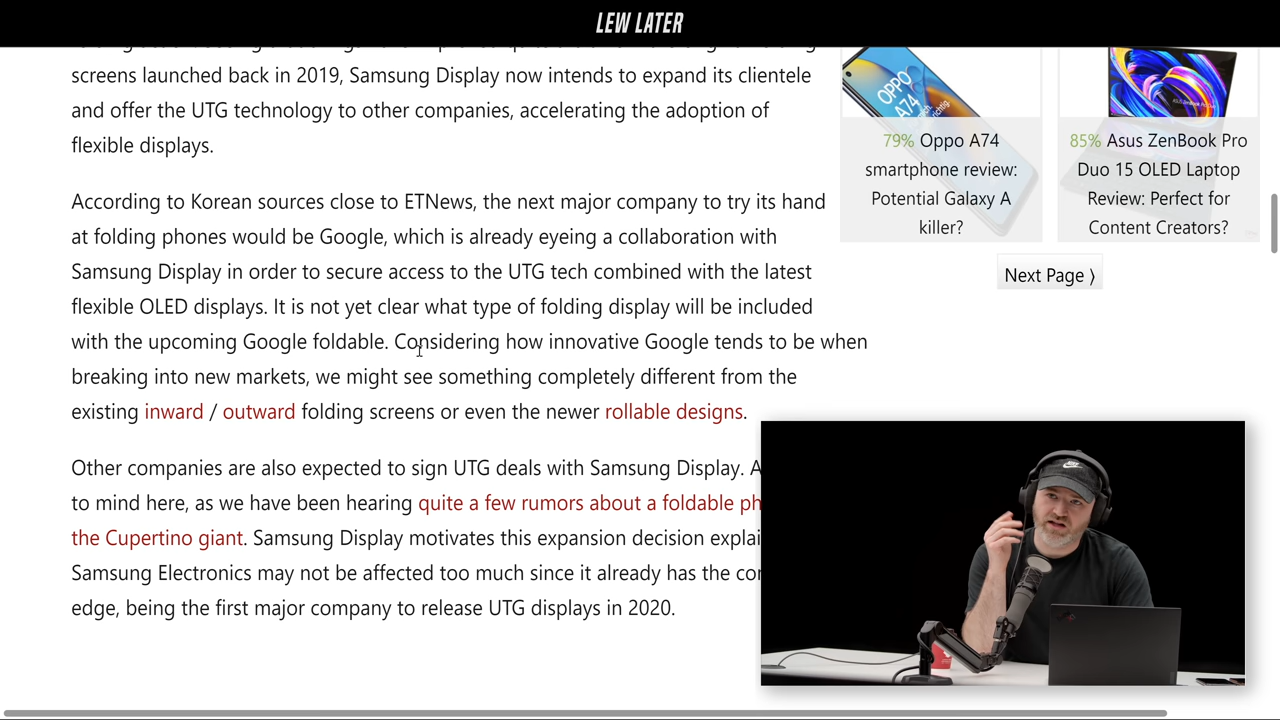 LEW LATER
screens launched back in 2019, Samsung Display now intends to expand its clientele
and offer the UTG technology to other companies, accelerating the adoption of
flexible displays.
According to Korean sources close to ETNews, the next major company to try its hand
at folding phones would be Google, which is already eyeing a collaboration with
Samsung Display in order to secure access to the UTG tech combined with the latest
flexible OLED displays. It is not yet clear what type of folding display will be included
with the upcoming Google foldable. Considering how innovative Google tends to be when
breaking into new markets, we might see something completely different from the
existing inward / outward folding screens or even the newer rollable designs.
Other companies are also expected to sign UTG deals with Samsung Display. A
to mind here, as we have been hearing quite a few rumors about a foldable ph
the Cupertino giant. Samsung Display motivates this expansion decision explai
Samsung Electronics may not be affected too much since it already has the co
edge, being the first major company to release UTG displays in 2020.
OPPO
A74
79% Oppo A74
smartphone review:
Potential Galaxy A
killer?
85% Asus ZenBook Pro
Duo 15 OLED Laptop
Review: Perfect for
Content Creators?
Next Page ⟩